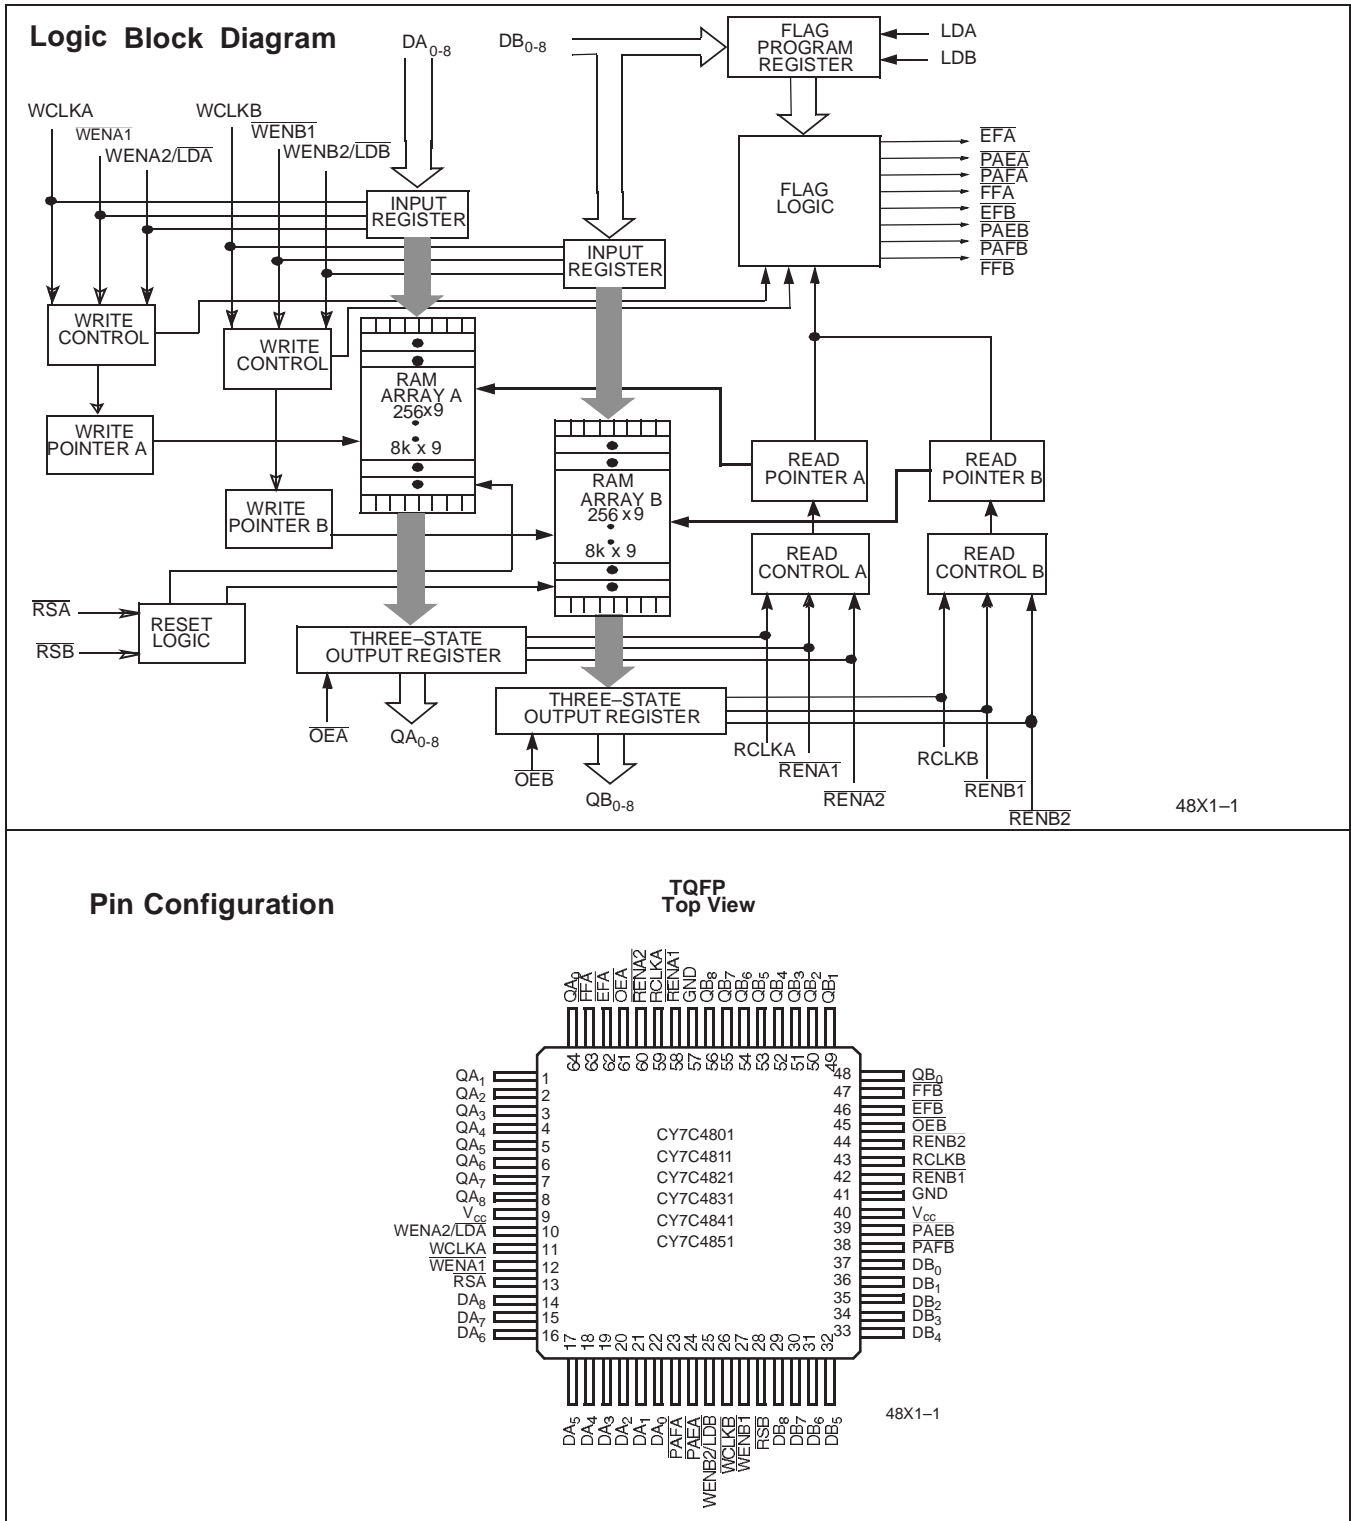 Logic Block Diagram
DA0-8
DB0-8
FLAG
PROGRAM
REGISTER
LDA
LDB
WCLKA
WENA1
WENA2/LDA
WCLKB
WENB1
WENB2/LDB
INPUT
REGISTER
INPUT
REGISTER
FLAG
LOGIC
EFA
PAEA
PAFA
FFA
EFB
PAEB
PAFB
FFB
WRITE
CONTROL
WRITE
CONTROL
RAM
ARRAY A
256x9
8k x 9
WRITE
POINTER A
WRITE
POINTER B
RAM
ARRAY B
256 x 9
8k x 9
READ
POINTER A
READ
POINTER B
READ
CONTROL A
READ
CONTROL B
RSA
RSB
RESET
LOGIC
THREE–STATE
OUTPUT REGISTER
THREE–STATE
OUTPUT REGISTER
OEA
QA0-8
OEB
QB0-8
RCLKA
RENA1
RENA2
RCLKB
RENB1
RENB2
48X1–1
Pin Configuration
TQFP
Top View
QA0
FFA
EFA
OEA
RENA2
RCLKA
RENA1
GND
QB8
QB7
QB6
QB5
QB4
QB3
QB2
QB1
64
63
62
61
60
59
58
57
56
55
54
53
52
51
50
49
QA1 1
QA2 2
QA3 3
QA4 4
QA5 5
QA6 6
QA7 7
QA8 8
Vcc 9
WENA2/LDA 10
WCLKA 11
WENA1 12
RSA 13
DA8 14
DA7 15
DA6 16
CY7C4801
CY7C4811
CY7C4821
CY7C4831
CY7C4841
CY7C4851
48 QB0
47 FFB
46 EFB
45 OEB
44 RENB2
43 RCLKB
42 RENB1
41 GND
40 Vcc
39 PAEB
38 PAFB
37 DB0
36 DB1
35 DB2
34 DB3
33 DB4
17
18
19
20
21
22
23
24
25
26
27
28
29
30
31
32
DA5
DA4
DA3
DA2
DA1
DA0
PAFA
PAEA
WENB2/LDB
WCLKB
WENB1
RSB
DB8
DB7
DB6
DB5
48X1–1